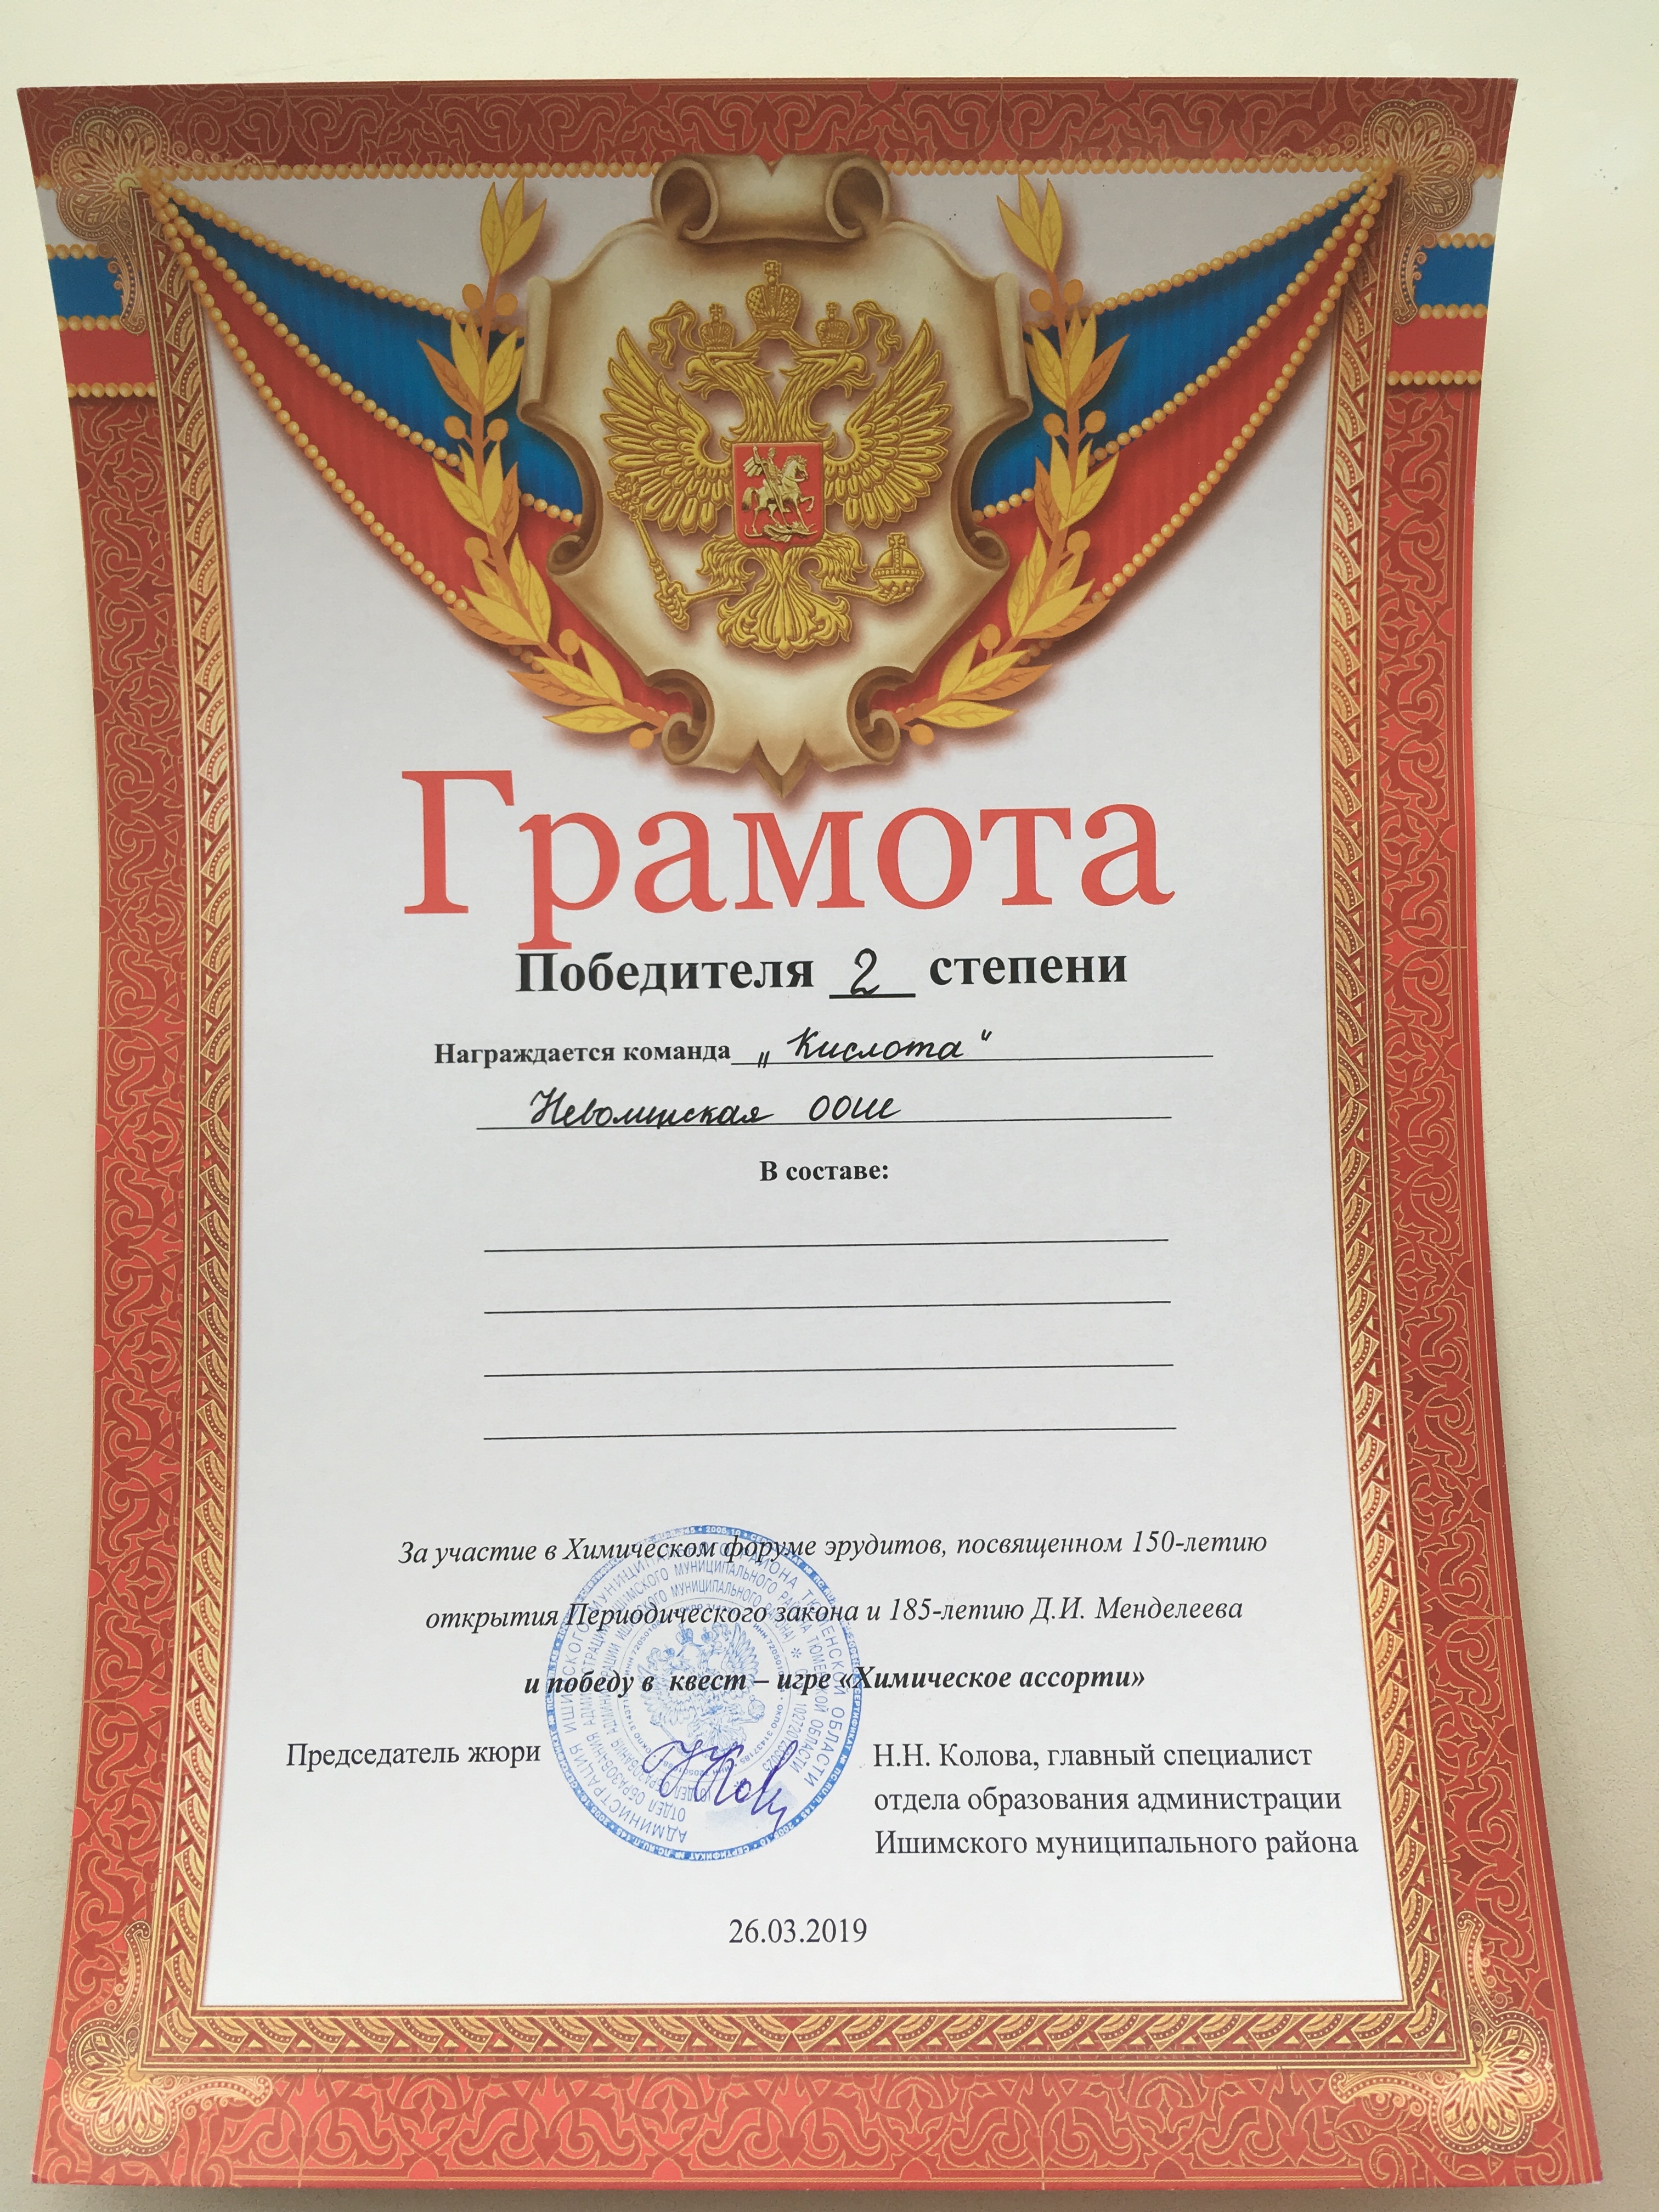 Грамота
Победителя 2 степени
Награждается команда „Кислота"
Неволинская ООШ
В составе:
За участие в Химическом форуме эрудитов, посвященном 150-летию
открытия Периодического закона и 185-летию Д.И. Менделеева
и победу в квест – игре «Химическое ассорти»
Председатель жюри
Н.Н. Колова, главный специалист
отдела образования администрации
Ишимского муниципального района
26.03.2019